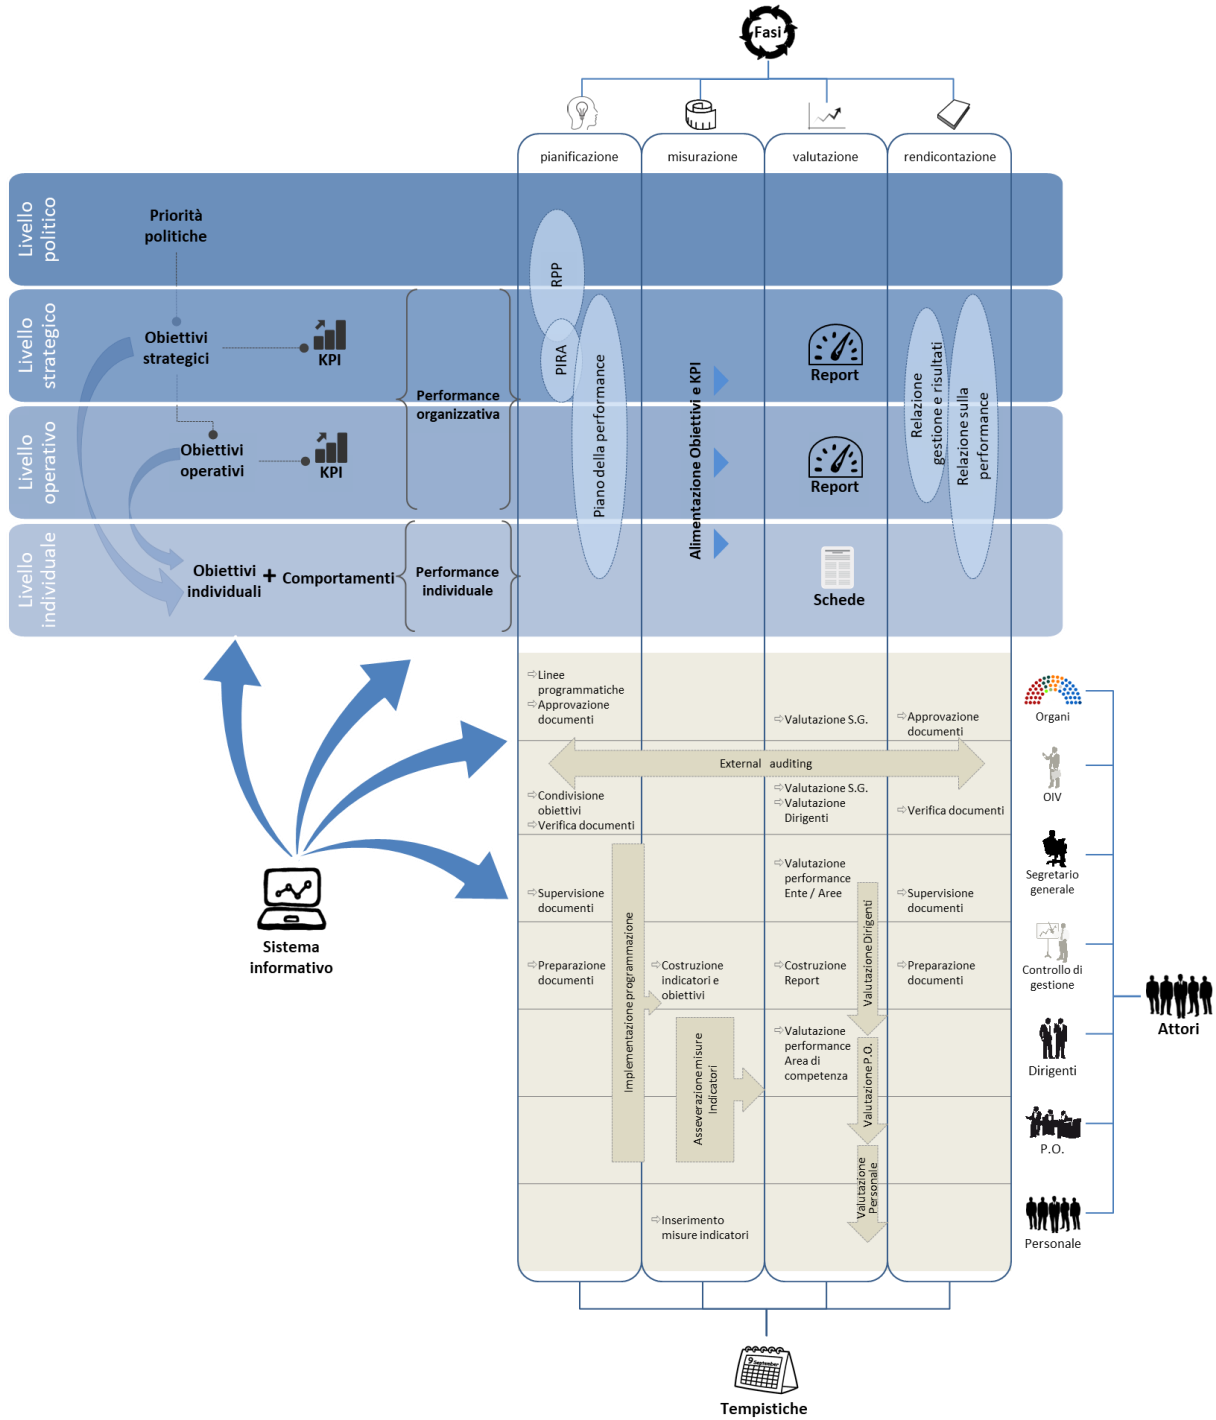 Fasi
pianificazione
misurazione
valutazione
rendicontazione
Livello
politico
Priorità
politiche
RPP
Livello
strategico
Obiettivi
strategici
KPI
PIRA
Report
Livello
operativo
Obiettivi
operativi
KPI
Performance
organizzativa
Piano della performance
Alimentazione Obiettivi e KPI
Report
Relazione
gestione e risultati
Relazione sulla
performance
Livello
individuale
Obiettivi
individuali
+
Comportamenti
Performance
individuale
Schede
Linee
programmatiche
Approvazione
documenti
Valutazione S.G.
Approvazione
documenti
Organi
External auditing
Condivisione
obiettivi
Verifica documenti
Valutazione S.G.
Valutazione
Dirigenti
Verifica documenti
OIV
Supervisione
documenti
Valutazione
performance
Ente / Aree
Supervisione
documenti
Segretario
generale
Sistema
informativo
Implementazione programmazione
Preparazione
documenti
Costruzione
indicatori e
obiettivi
Costruzione
Report
Valutazione Dirigenti
Preparazione
documenti
Controllo di
gestione
Attori
Asseverazione misure
Indicatori
Valutazione
performance
Area di
competenza
Valutazione P.O.
Dirigenti
P.O.
Valutazione
Personale
Inserimento
misure indicatori
Personale
9 September
Tempistiche